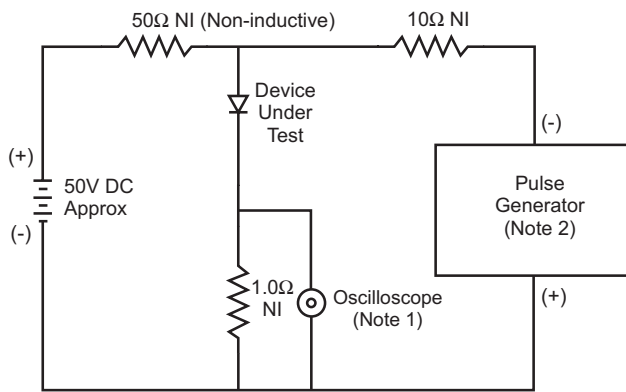 50Ω NI (Non-inductive)
10Ω NI
Device
Under
Test
(-)
(+)
50V DC
Approx
(-)
Pulse
Generator
(Note 2)
1.0Ω
NI
Oscilloscope
(Note 1)
(+)